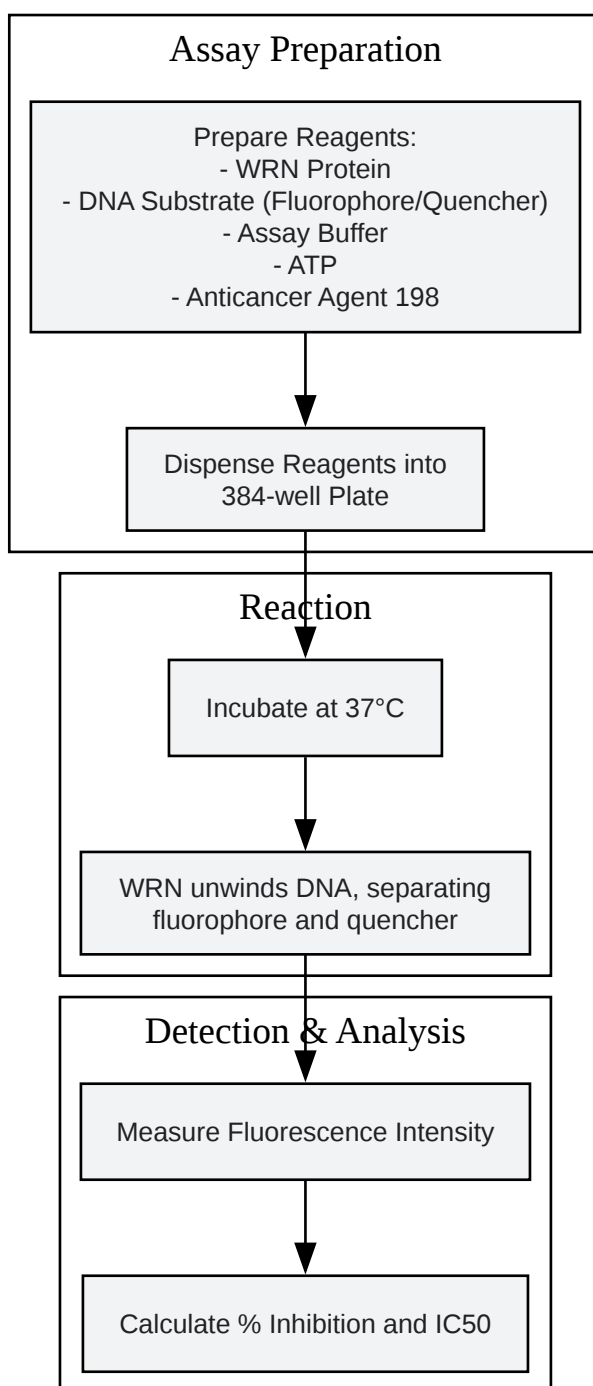 Assay Preparation
Prepare Reagents:
- WRN Protein
- DNA Substrate (Fluorophore/Quencher)
- Assay Buffer
- ATP
- Anticancer Agent 198
Dispense Reagents into
384-well Plate
Reaction
Incubate at 37°C
WRN unwinds DNA, separating
fluorophore and quencher
Detection & Analysis
Measure Fluorescence Intensity
Calculate % Inhibition and IC50